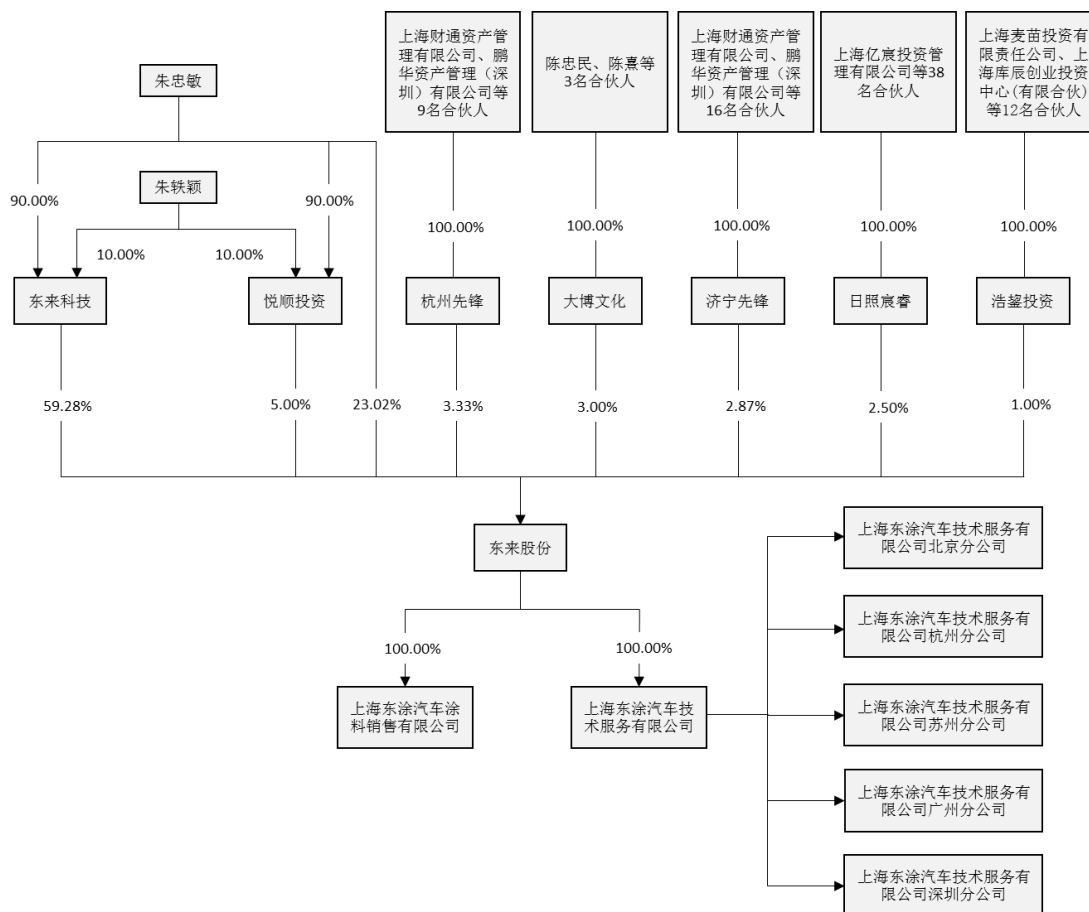 上海财通资产管
理有限公司、鹏
华资产管理（深
圳）有限公司等
9名合伙人
陈忠民、陈熹等
3名合伙人
上海财通资产管
理有限公司、鹏
华资产管理（深
圳）有限公司等
16名合伙人
上海亿宸投资管
理有限公司等38
名合伙人
上海麦苗投资有
限责任公司、上
海库辰创业投资
中心(有限合伙)
等12名合伙人
朱忠敏
朱轶颖
90.00%
90.00%
10.00%
10.00%
100.00%
100.00%
100.00%
100.00%
100.00%
东来科技
悦顺投资
杭州先锋
大博文化
济宁先锋
日照宸睿
浩鋆投资
59.28%
5.00%
23.02%
3.33%
3.00%
2.87%
2.50%
1.00%
东来股份
100.00%
100.00%
上海东涂汽车涂
料销售有限公司
上海东涂汽车技
术服务有限公司
上海东涂汽车技术服务有
限公司北京分公司
上海东涂汽车技术服务有
限公司杭州分公司
上海东涂汽车技术服务有
限公司苏州分公司
上海东涂汽车技术服务有
限公司广州分公司
上海东涂汽车技术服务有
限公司深圳分公司